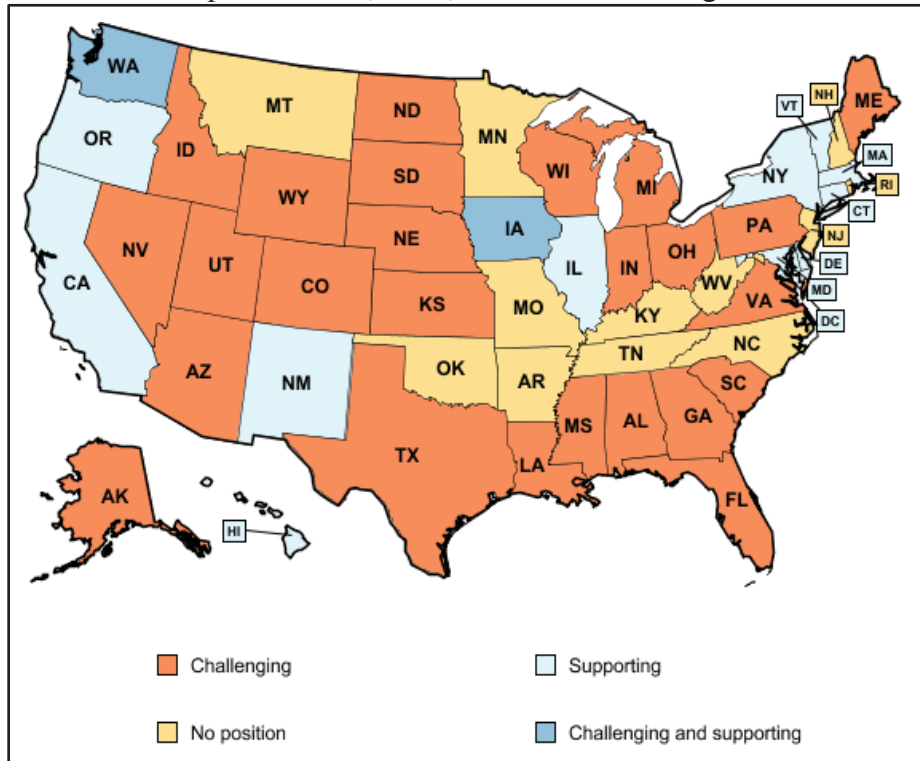 WA
MT
ND
MN
VT
NH
ME
OR
ID
WY
SD
WI
MI
NY
MA
RI
CT
NV
UT
CO
NE
IA
IL
IN
OH
PA
NJ
DE
MD
DC
CA
KS
MO
KY
WV
VA
AZ
NM
OK
AR
TN
NC
SC
TX
LA
MS
AL
GA
FL
AK
HI
Challenging
Supporting
No position
Challenging and supporting